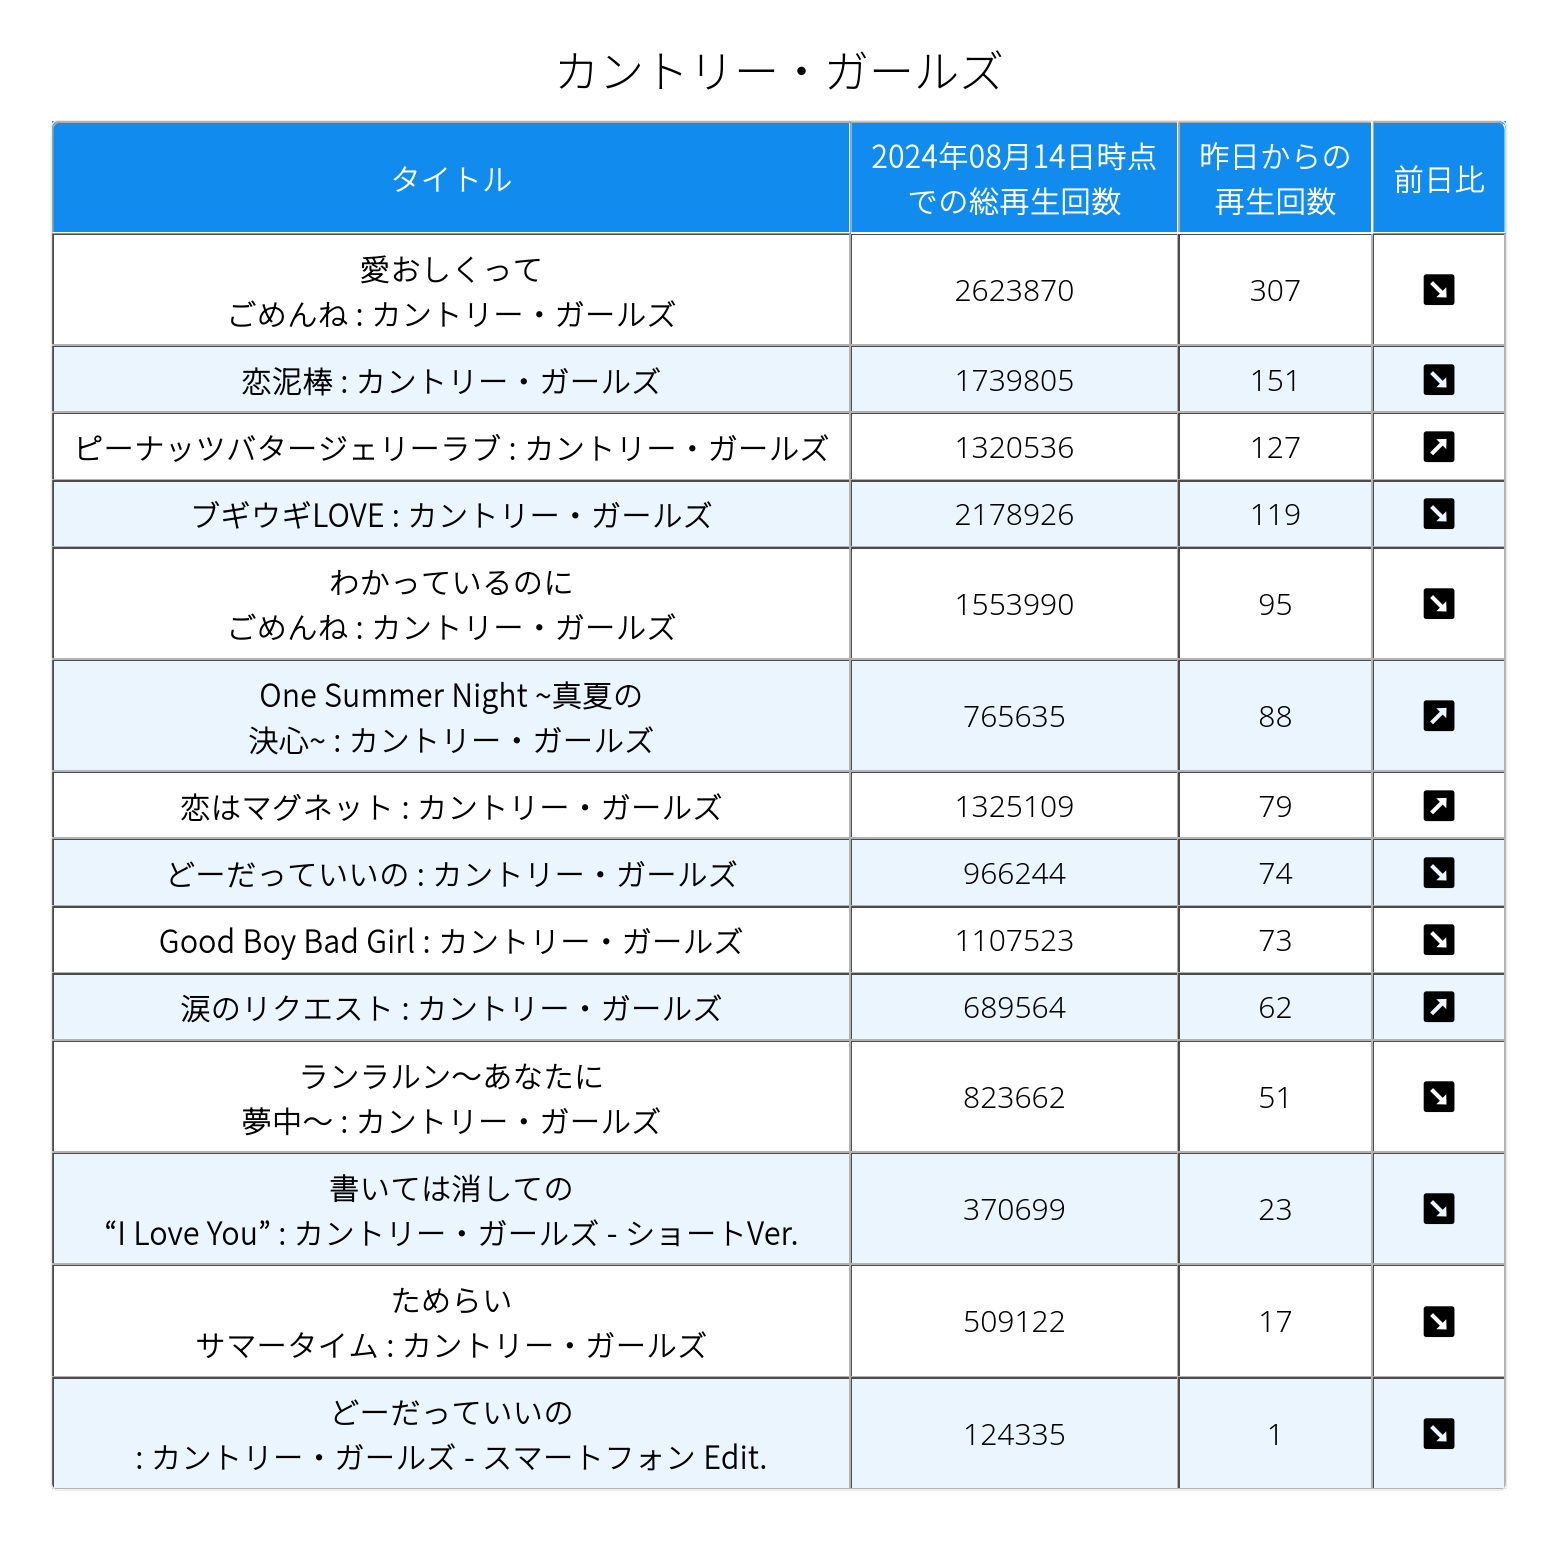 カントリー・ガールズ
タイトル
2024年08月14日時点
での総再生回数
昨日からの
再生回数
前日比
愛おしくって
ごめんね : カントリー・ガールズ
2623870
307
恋泥棒 : カントリー・ガールズ
1739805
151
ピーナッツバタージェリーラブ : カントリー・ガールズ
1320536
127
ブギウギLOVE : カントリー・ガールズ
2178926
119
わかっているのに
ごめんね : カントリー・ガールズ
1553990
95
One Summer Night ~真夏の
決心~ : カントリー・ガールズ
765635
88
恋はマグネット : カントリー・ガールズ
1325109
79
どーだっていいの : カントリー・ガールズ
966244
74
Good Boy Bad Girl : カントリー・ガールズ
1107523
73
涙のリクエスト : カントリー・ガールズ
689564
62
ランラルン〜あなたに
夢中〜 : カントリー・ガールズ
823662
51
書いては消しての
“I Love You” : カントリー・ガールズ - ショートVer.
370699
23
ためらい
サマータイム : カントリー・ガールズ
509122
17
どーだっていいの
: カントリー・ガールズ - スマートフォン Edit.
124335
1